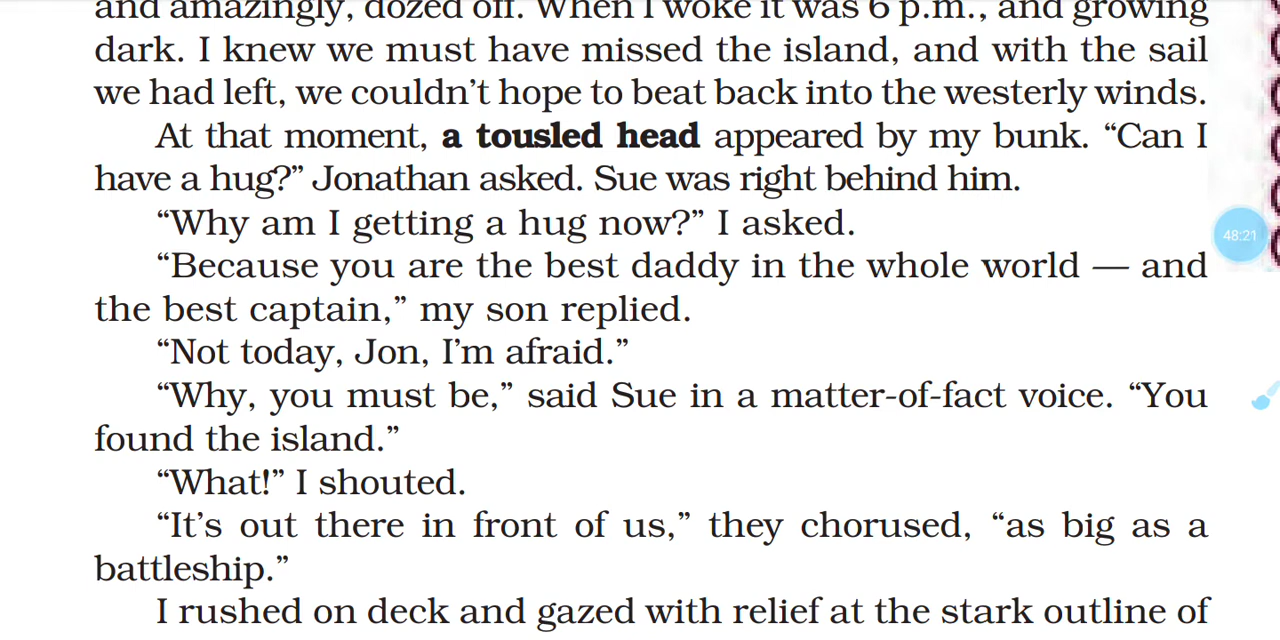 and amazingly, dozed off. When I woke it was 6 p.m., and growing
dark. I knew we must have missed the island, and with the sail
we had left, we couldn’t hope to beat back into the westerly winds.
At that moment, a tousled head appeared by my bunk. “Can I
have a hug?” Jonathan asked. Sue was right behind him.
“Why am I getting a hug now?” I asked.
“Because you are the best daddy in the whole world — and
the best captain,” my son replied.
“Not today, Jon, I’m afraid.”
“Why, you must be,” said Sue in a matter-of-fact voice. “You
found the island.”
“What!” I shouted.
“It’s out there in front of us,” they chorused, “as big as a
battleship.”
I rushed on deck and gazed with relief at the stark outline of
48:21